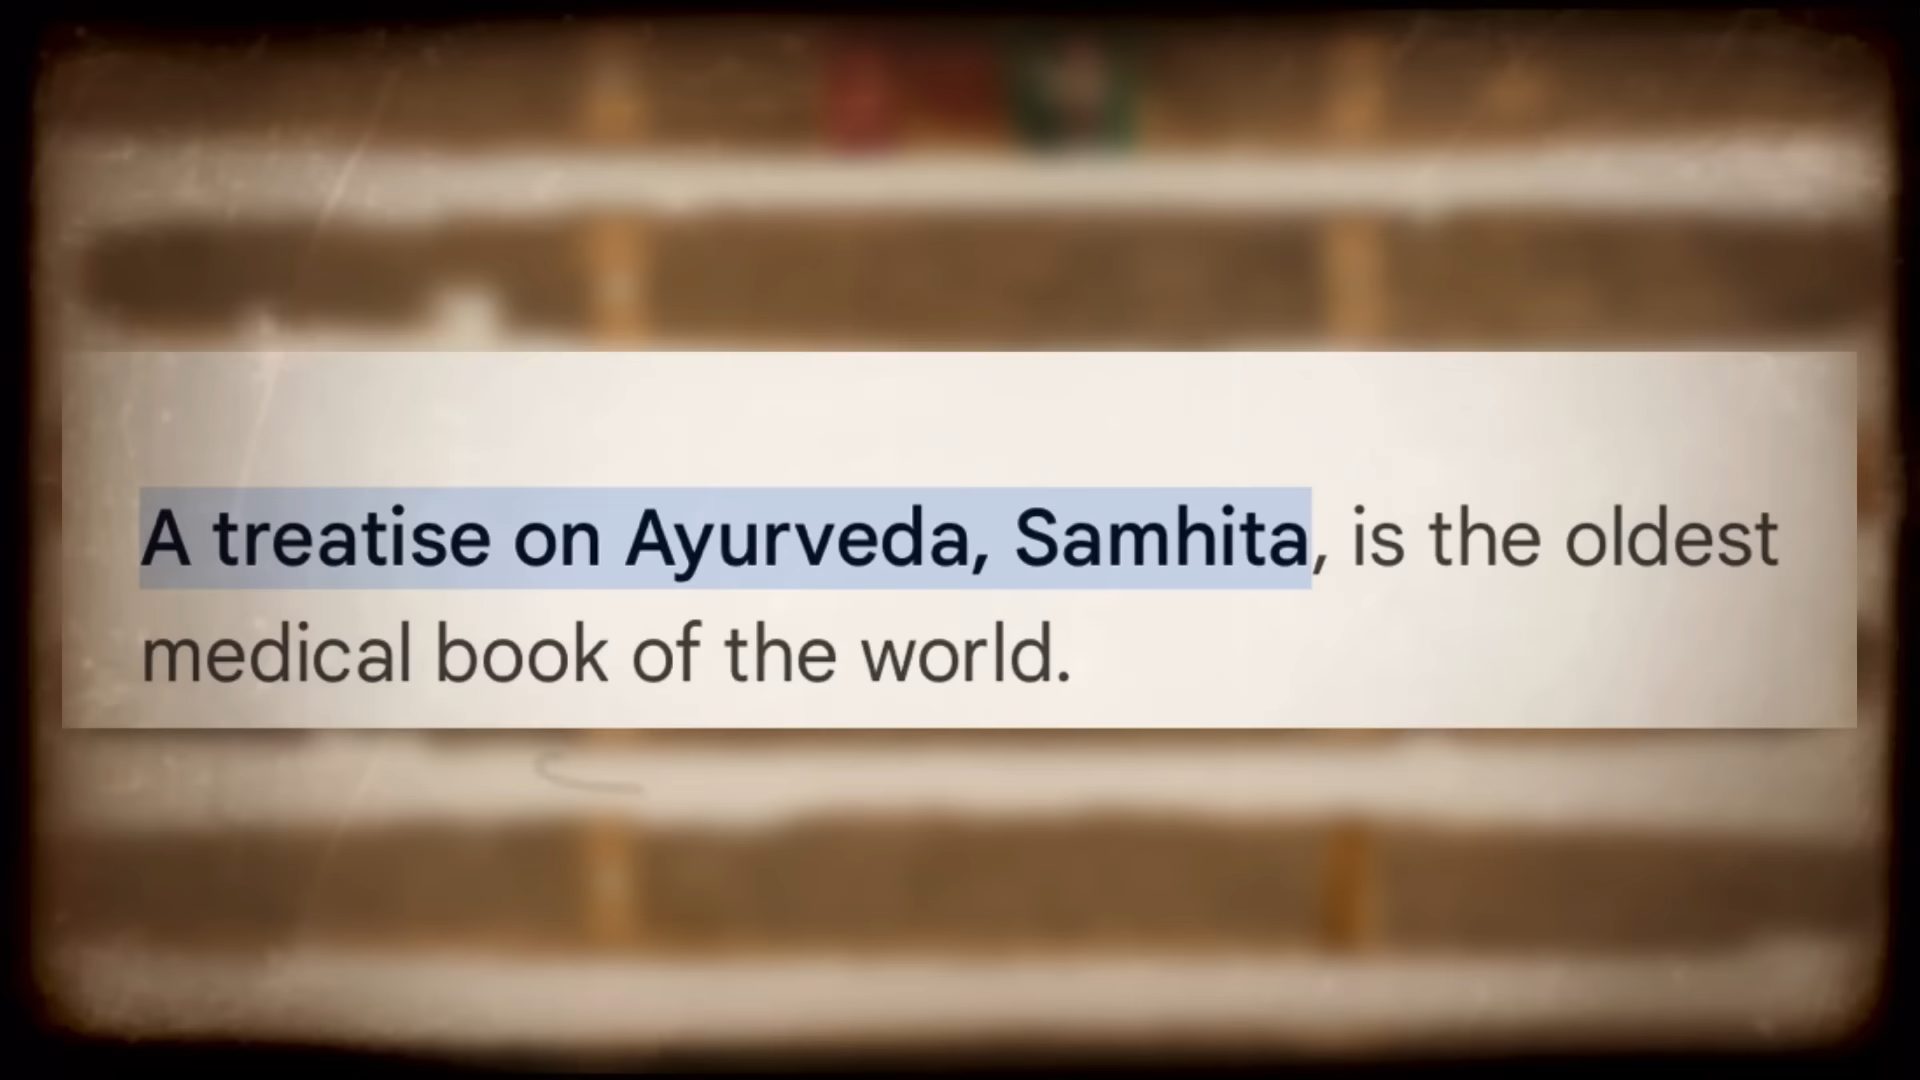 A treatise on Ayurveda, Samhita, is the oldest
medical book of the world.